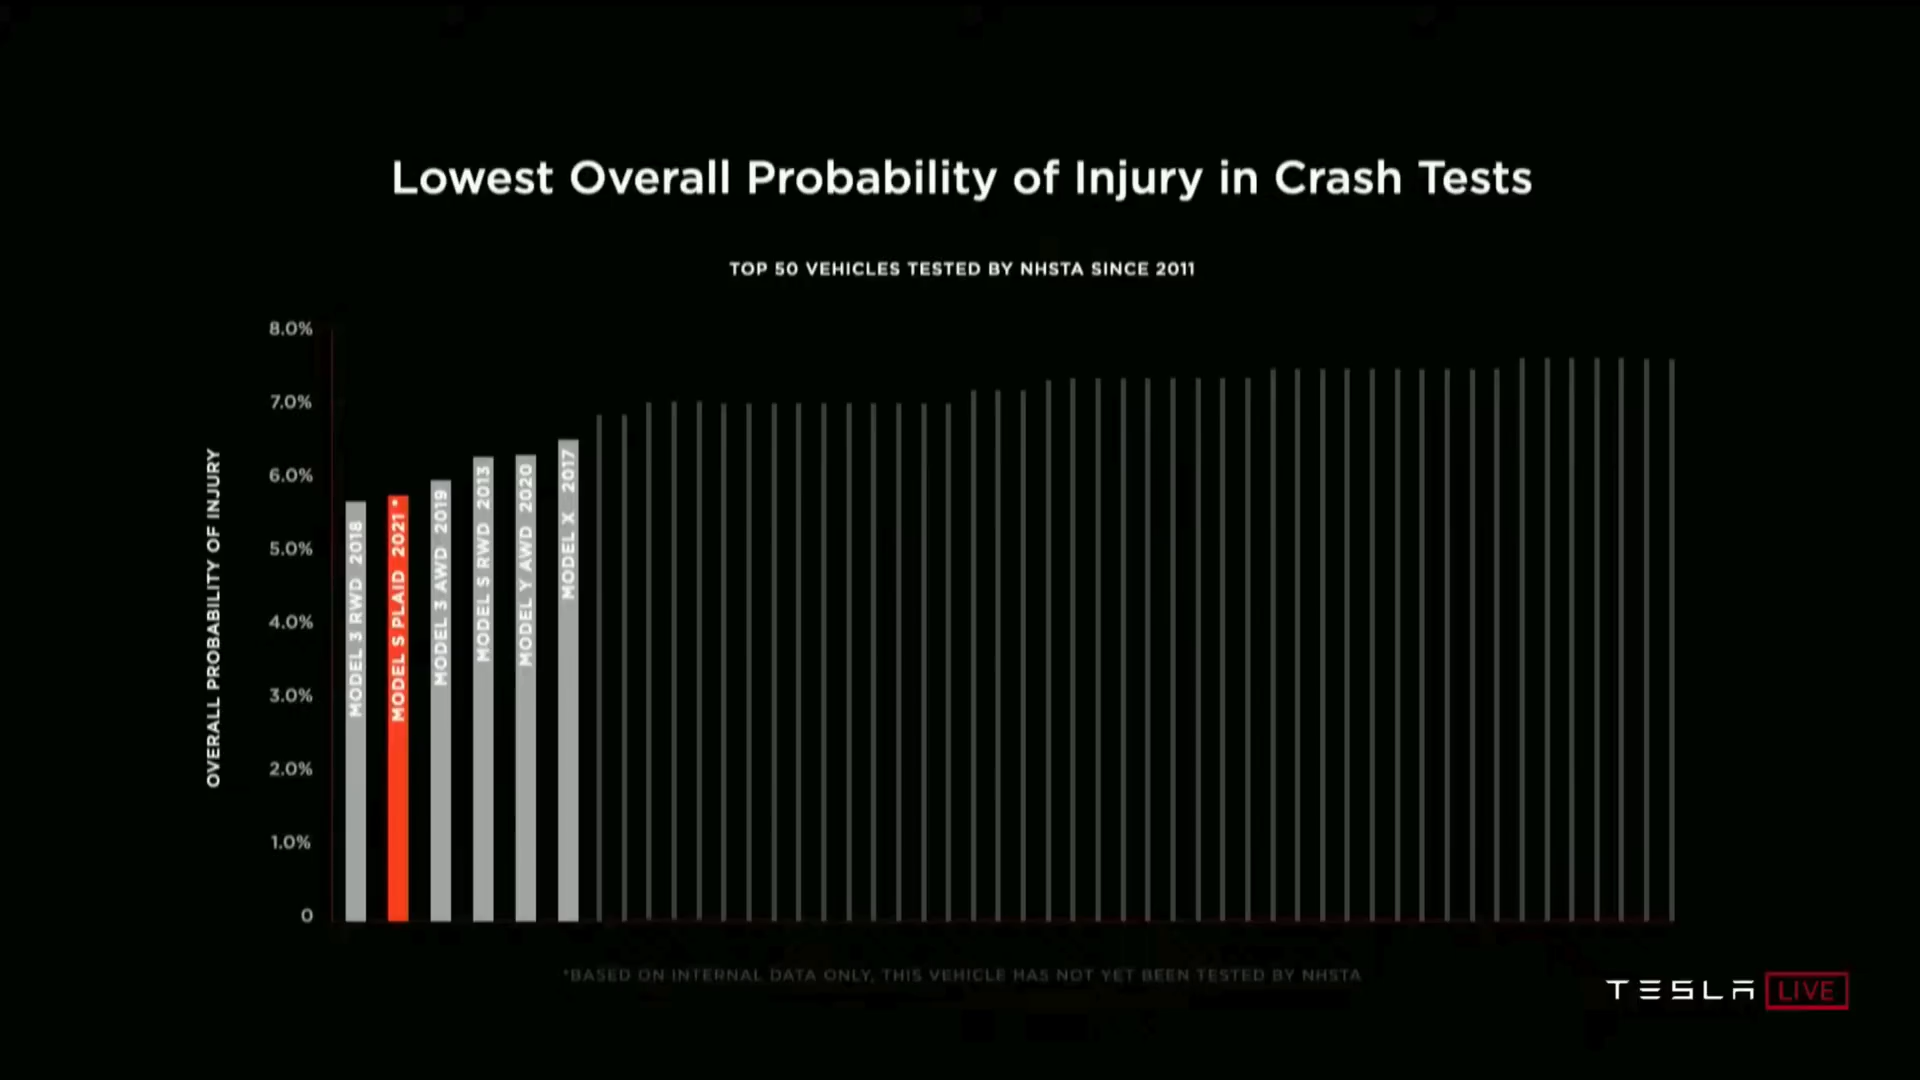 Lowest Overall Probability of Injury in Crash Tests
TOP 50 VEHICLES TESTED BY NHSTA SINCE 2011
8.0%
7.0%
6.0%
5.0%
4.0%
3.0%
2.0%
1.0%
0
OVERALL PROBABILITY OF INJURY
MODEL 3 RWD 2018
MODEL S PLAID 2021 *
MODEL 3 AWD 2019
MODEL S RWD 2013
MODEL Y AWD 2020
MODEL X 2017
*BASED ON INTERNAL DATA ONLY, THIS VEHICLE HAS NOT YET BEEN TESTED BY NHSTA
TESLA LIVE